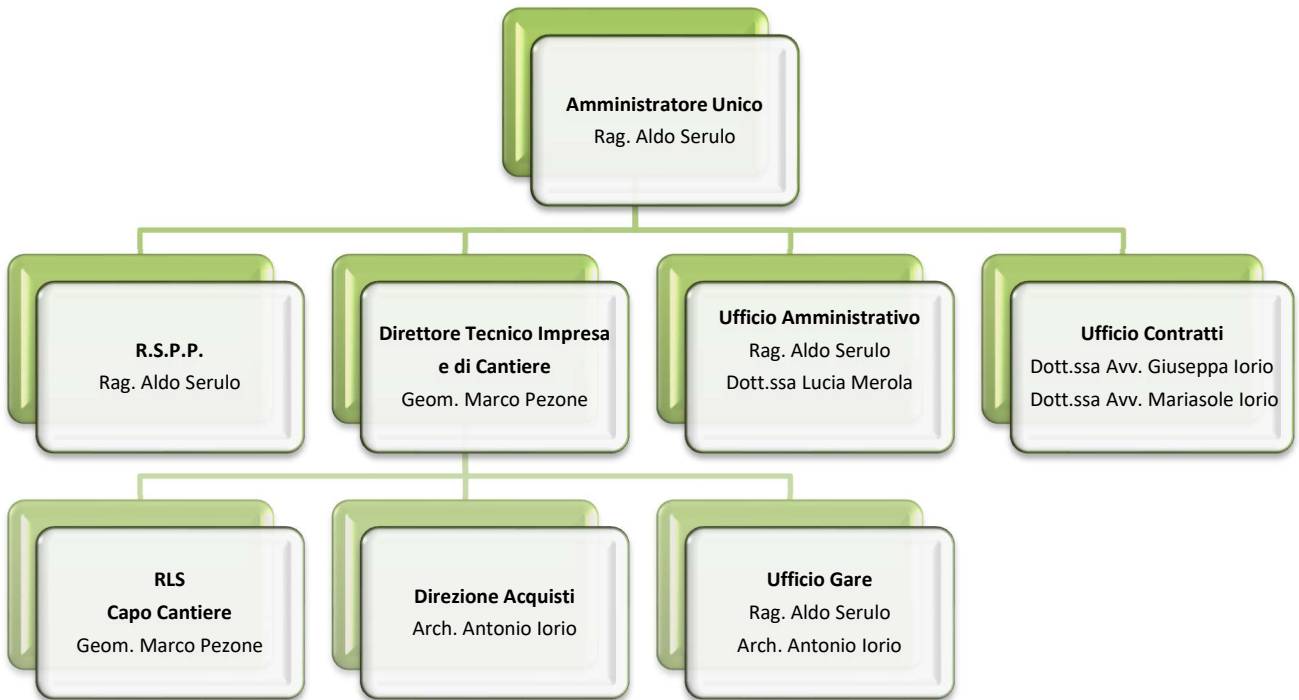 Amministratore Unico
Rag. Aldo Serulo
R.S.P.P.
Rag. Aldo Serulo
Direttore Tecnico Impresa
e di Cantiere
Geom. Marco Pezone
Ufficio Amministrativo
Rag. Aldo Serulo
Dott.ssa Lucia Merola
Ufficio Contratti
Dott.ssa Avv. Giuseppa Iorio
Dott.ssa Avv. Mariasole Iorio
RLS
Capo Cantiere
Geom. Marco Pezone
Direzione Acquisti
Arch. Antonio Iorio
Ufficio Gare
Rag. Aldo Serulo
Arch. Antonio Iorio